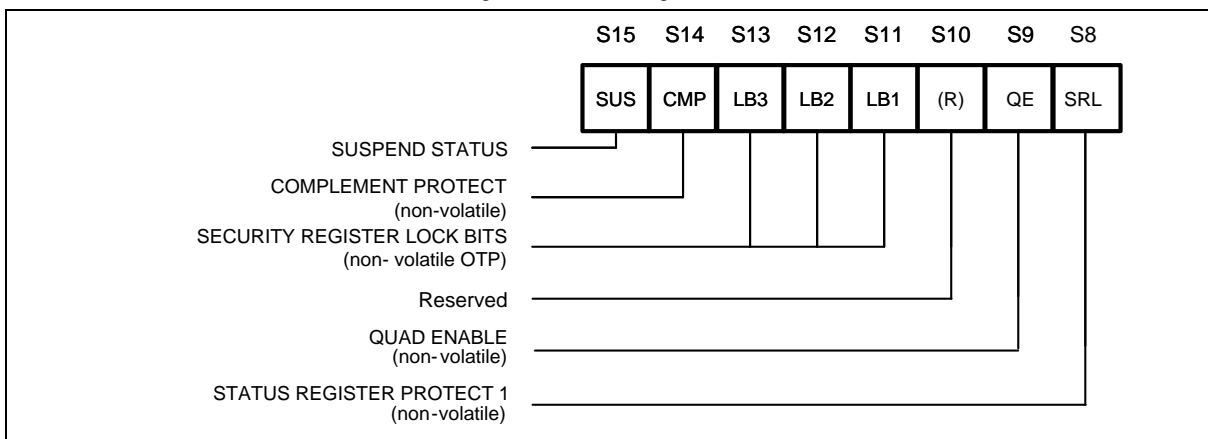 S15 S14 S13 S12 S11 S10 S9 S8
SUS CMP LB3 LB2 LB1 (R) QE SRL
SUSPEND STATUS
COMPLEMENT PROTECT
(non-volatile)
SECURITY REGISTER LOCK BITS
(non- volatile OTP)
Reserved
QUAD ENABLE
(non-volatile)
STATUS REGISTER PROTECT 1
(non-volatile)